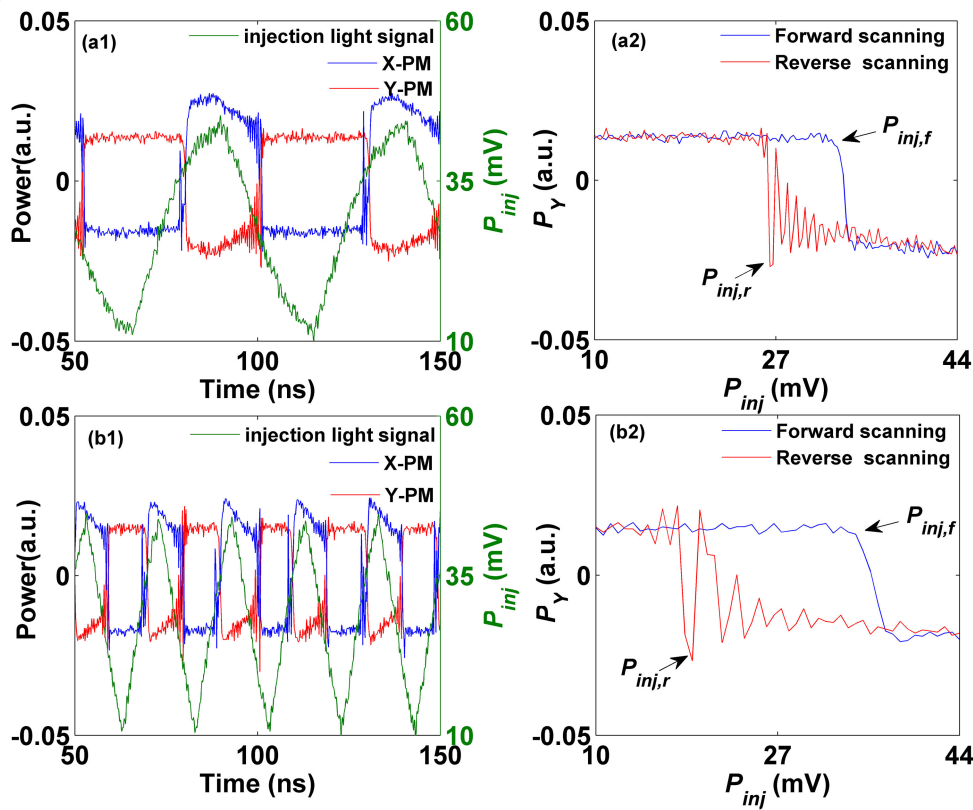 0.05
(a1)
injection light signal
X-PM
Y-PM
60
Power(a.u.)
0
35
P_inj (mV)
-0.05
10
50
100
150
Time (ns)
0.05
(a2)
Forward scanning
Reverse scanning
P_inj,f
P_Y (a.u.)
0
P_inj,r
-0.05
10
27
44
P_inj (mV)
0.05
(b1)
injection light signal
X-PM
Y-PM
60
Power(a.u.)
0
35
P_inj (mV)
-0.05
10
50
100
150
Time (ns)
0.05
(b2)
Forward scanning
Reverse scanning
P_inj,f
P_Y (a.u.)
0
P_inj,r
-0.05
10
27
44
P_inj (mV)